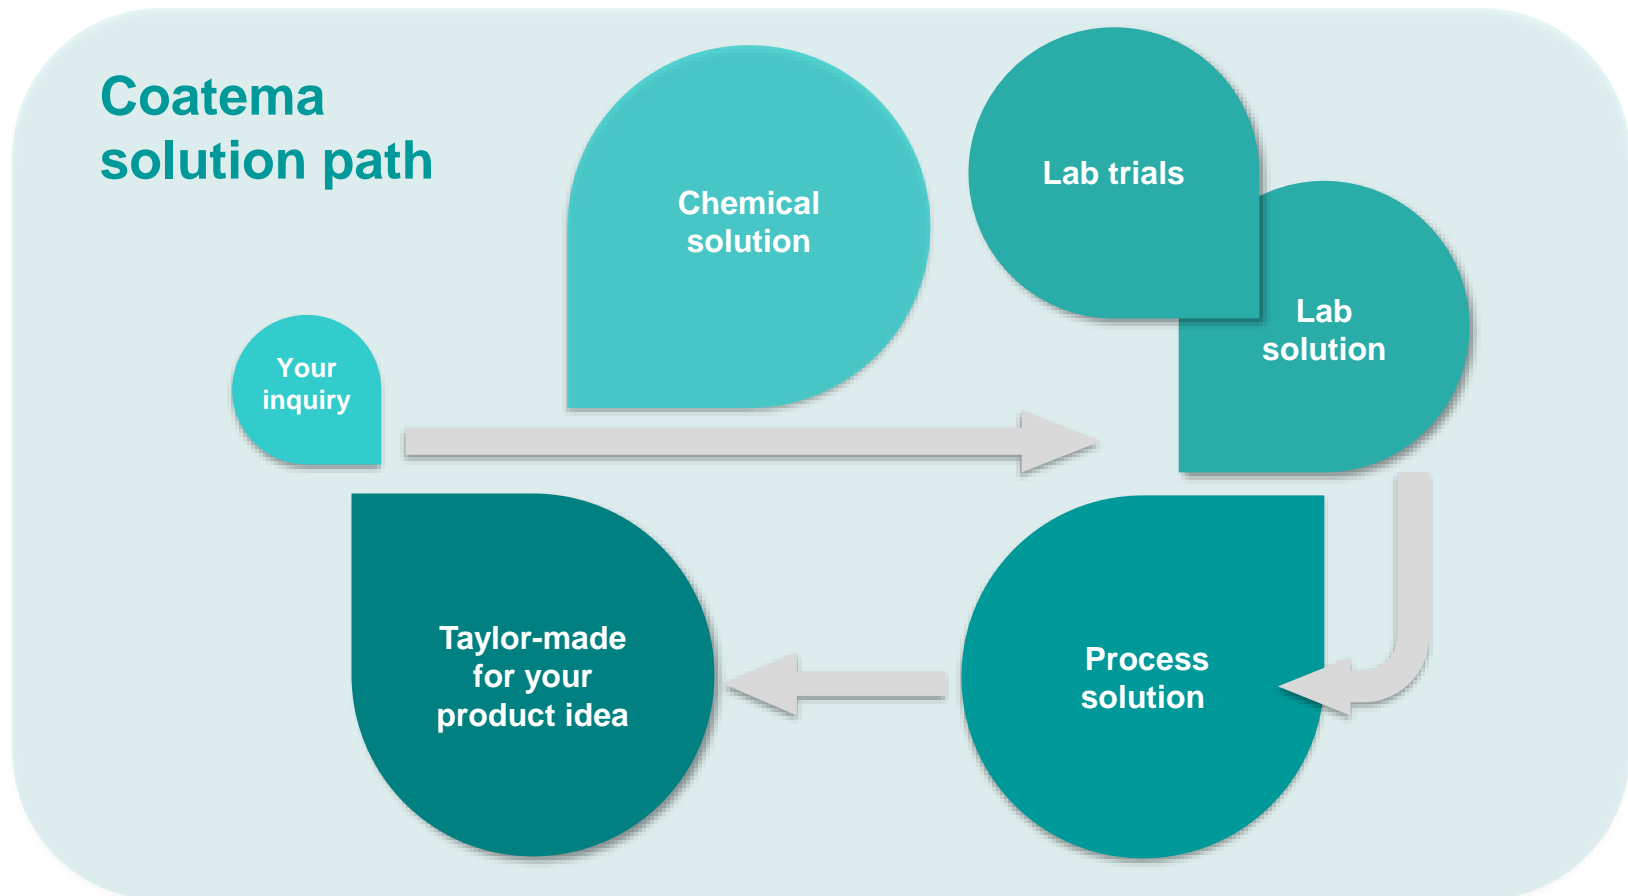 Coatema
solution path
Your
inquiry
Chemical
solution
Lab trials
Lab
solution
Process
solution
Taylor-made
for your
product idea